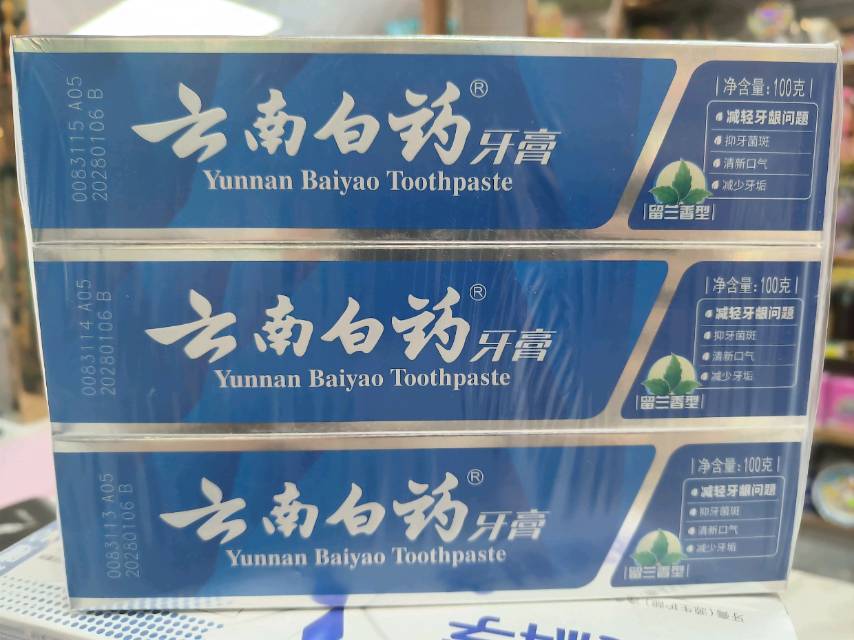 0083115 A05
20280106 B
云南白药®牙膏
Yunnan Baiyao Toothpaste
净含量:100克
减轻牙龈问题
抑牙菌斑
清新口气
减少牙垢
留兰香型
0083114 A05
20280106 B
云南白药®牙膏
Yunnan Baiyao Toothpaste
净含量:100克
减轻牙龈问题
抑牙菌斑
清新口气
减少牙垢
留兰香型
0083113 A05
20280106 B
云南白药®牙膏
Yunnan Baiyao Toothpaste
净含量:100克
减轻牙龈问题
抑牙菌斑
清新口气
减少牙垢
留兰香型